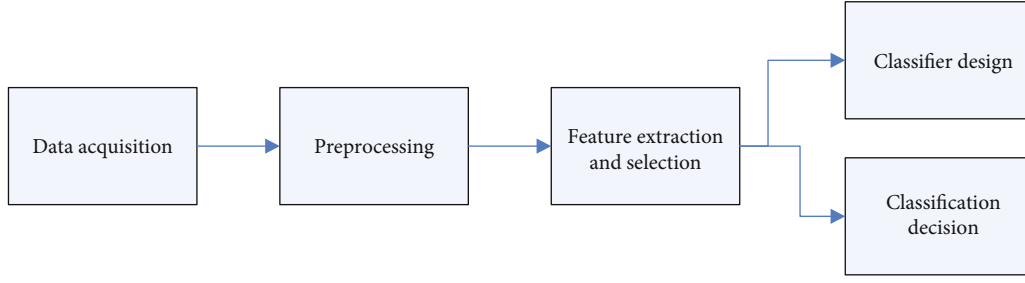 Data acquisition
Preprocessing
Feature extraction
and selection
Classifier design
Classification
decision